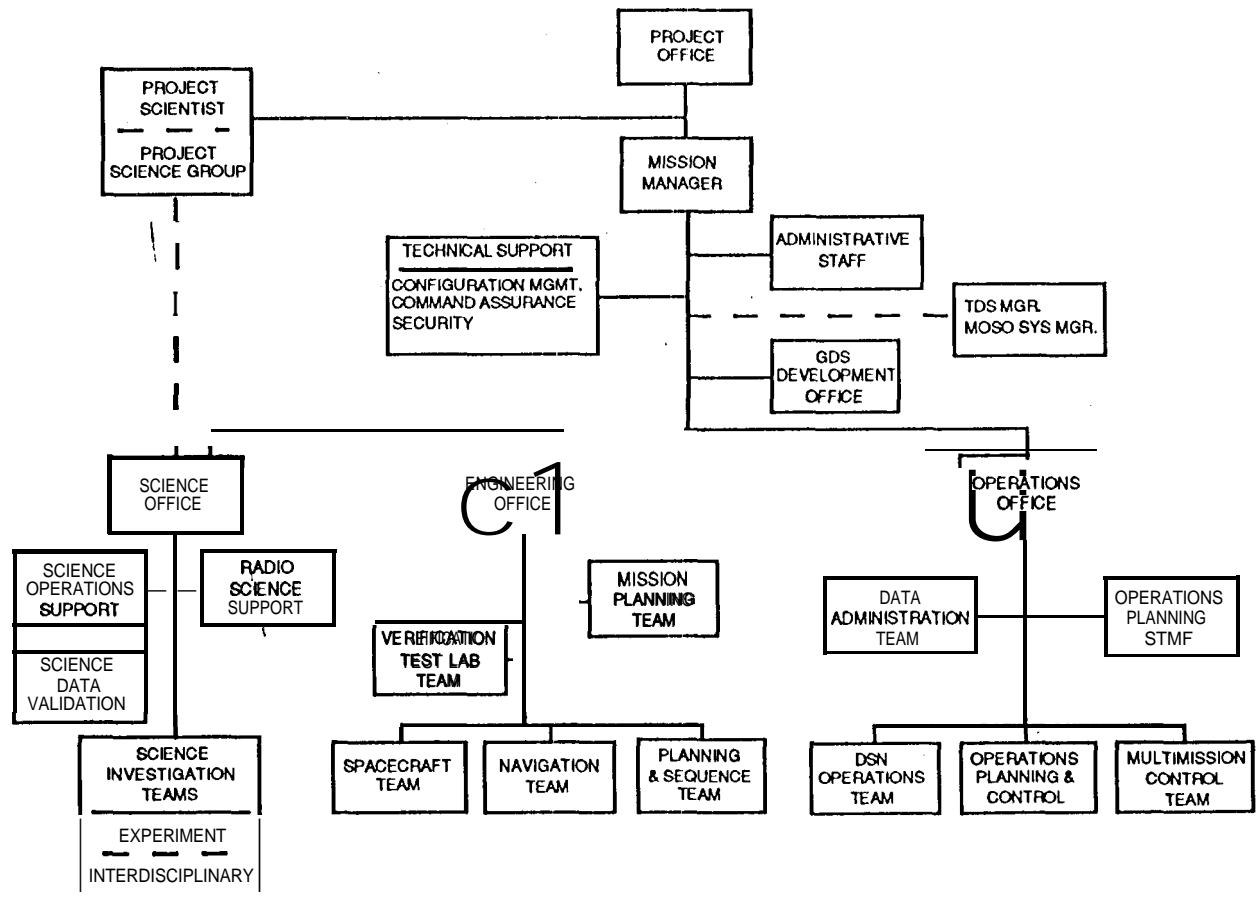 PROJECT
OFFICE
PROJECT
SCIENTIST
PROJECT
SCIENCE GROUP
MISSION
MANAGER
TECHNICAL SUPPORT
CONFIGURATION MGMT.
COMMAND ASSURANCE
SECURITY
ADMINISTRATIVE
STAFF
TDS MGR.
MOSO SYS MGR.
GDS
DEVELOPMENT
OFFICE
SCIENCE
OFFICE
ENGINEERING
OFFICE
OPERATIONS
OFFICE
SCIENCE
OPERATIONS
SUPPORT
SCIENCE
DATA
VALIDATION
RADIO
SCIENCE
SUPPORT
MISSION
PLANNING
TEAM
VERIFICATION
TEST LAB
TEAM
DATA
ADMINISTRATION
TEAM
OPERATIONS
PLANNING
STMF
SCIENCE
INVESTIGATION
TEAMS
EXPERIMENT
INTERDISCIPLINARY
SPACECRAFT
TEAM
NAVIGATION
TEAM
PLANNING
& SEQUENCE
TEAM
DSN
OPERATIONS
TEAM
OPERATIONS
PLANNING &
CONTROL
MULTIMISSION
CONTROL
TEAM